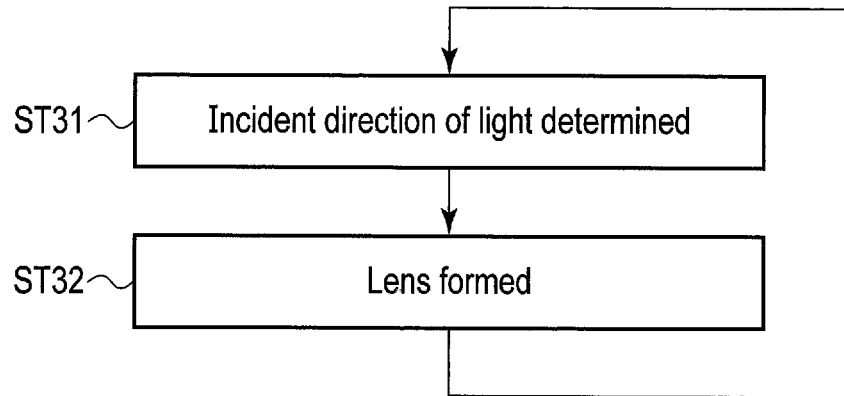 ST31 Incident direction of light determined
ST32 Lens formed